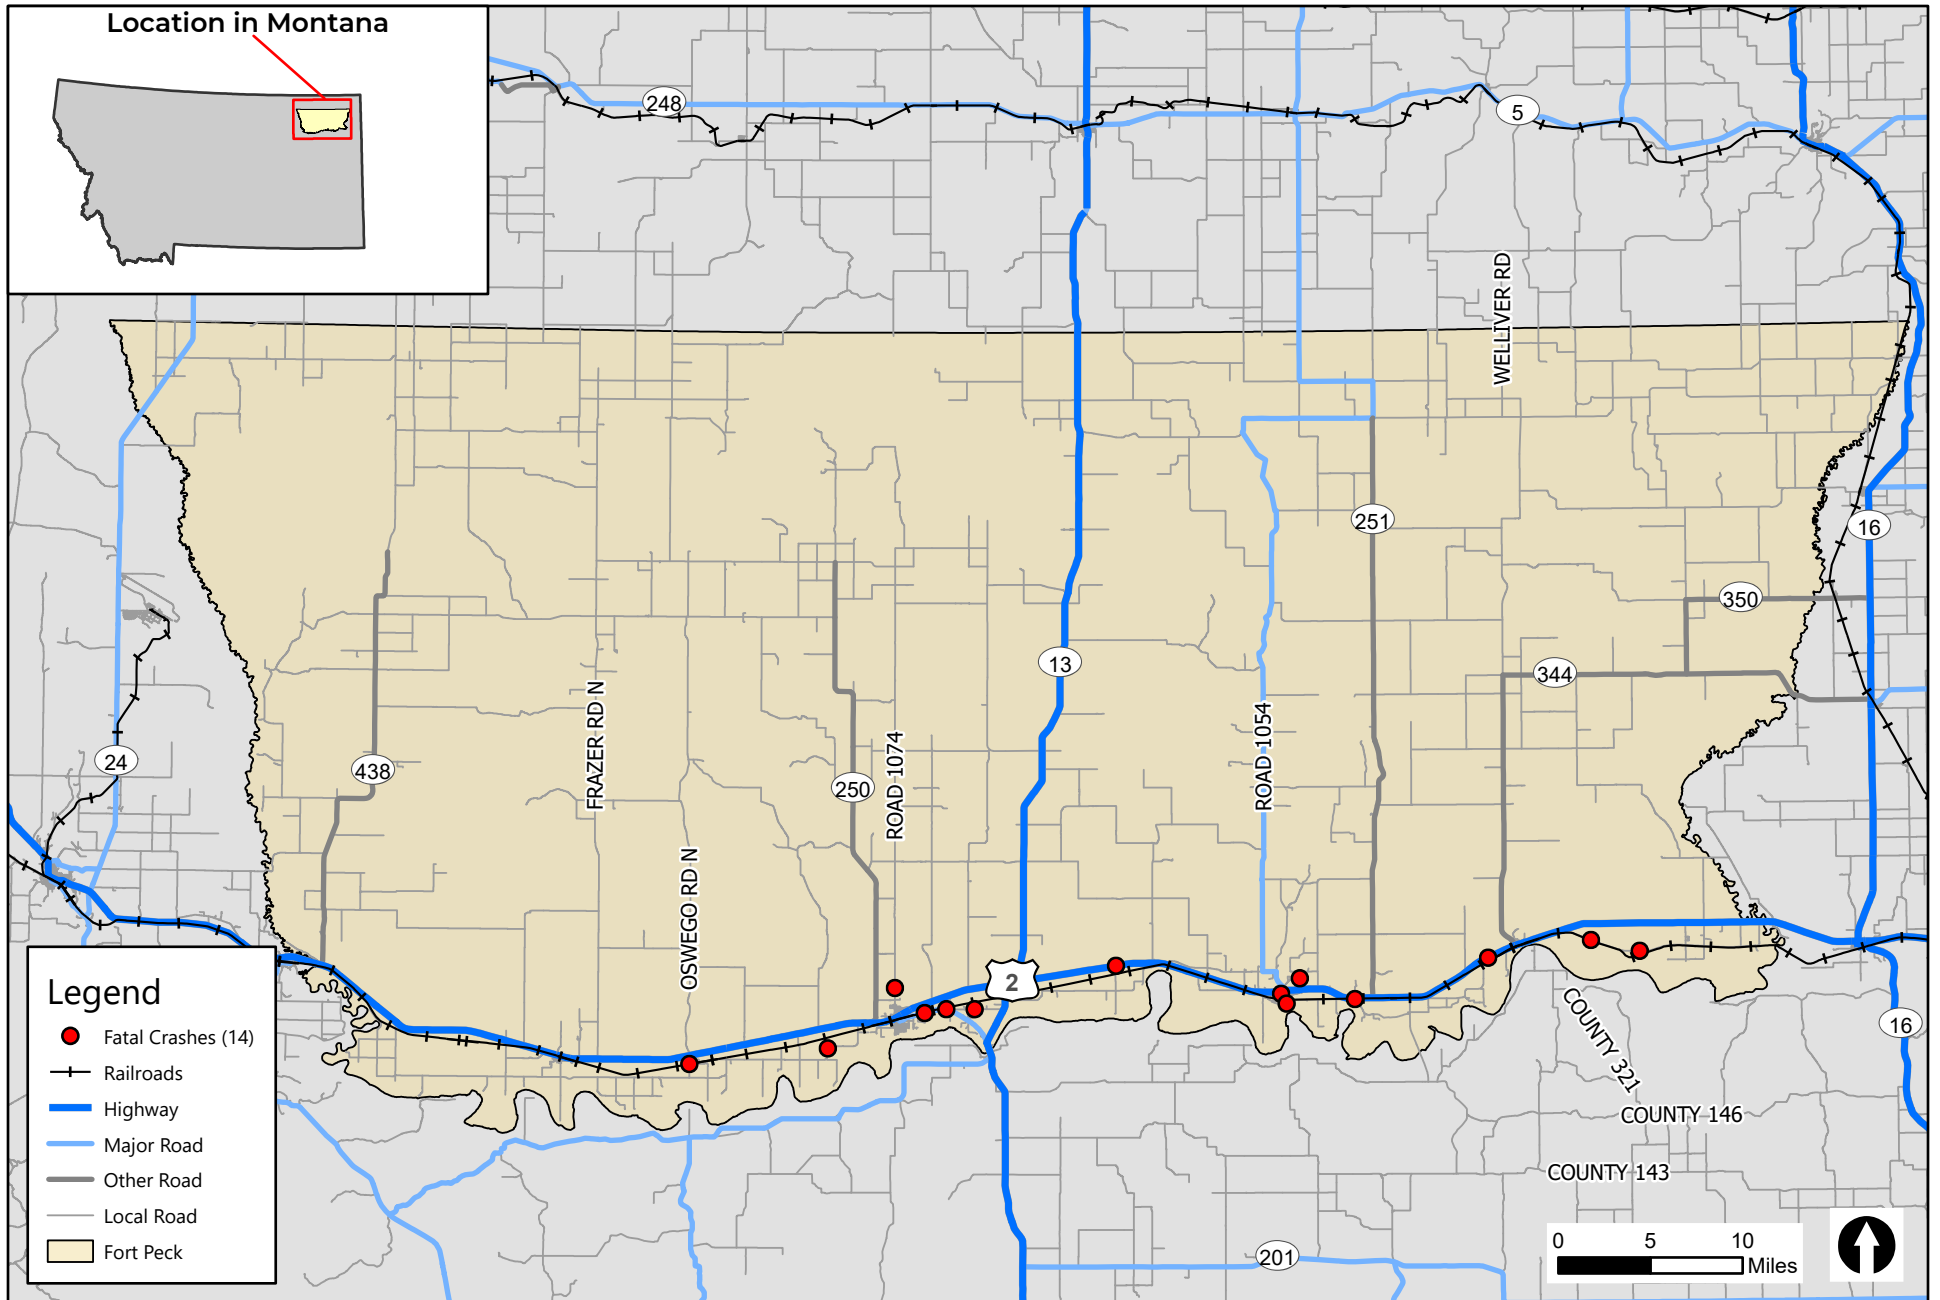 Location in Montana
248
5
WELLIVER RD
251
16
350
13
344
FRAZER RD N
ROAD 1054
24
438
ROAD 1074
250
OSWEGO RD N
2
COUNTY 321
16
COUNTY 146
COUNTY 143
201
Legend
Fatal Crashes (14)
Railroads
Highway
Major Road
Other Road
Local Road
Fort Peck
0 5 10
Miles